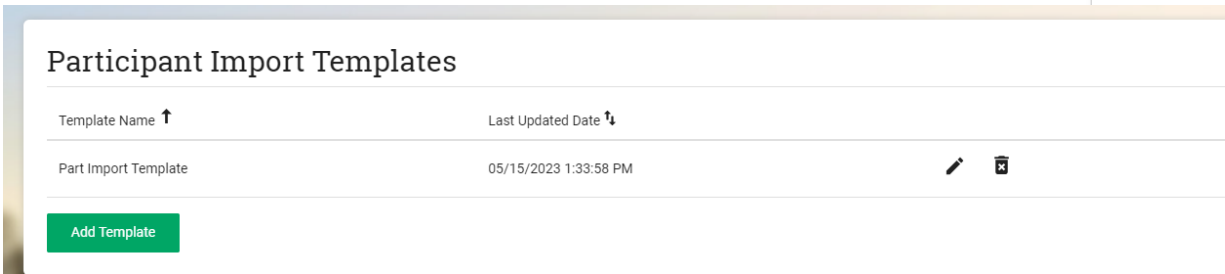 Participant Import Templates
Template Name Last Updated Date
Part Import Template 05/15/2023 1:33:58 PM
Add Template